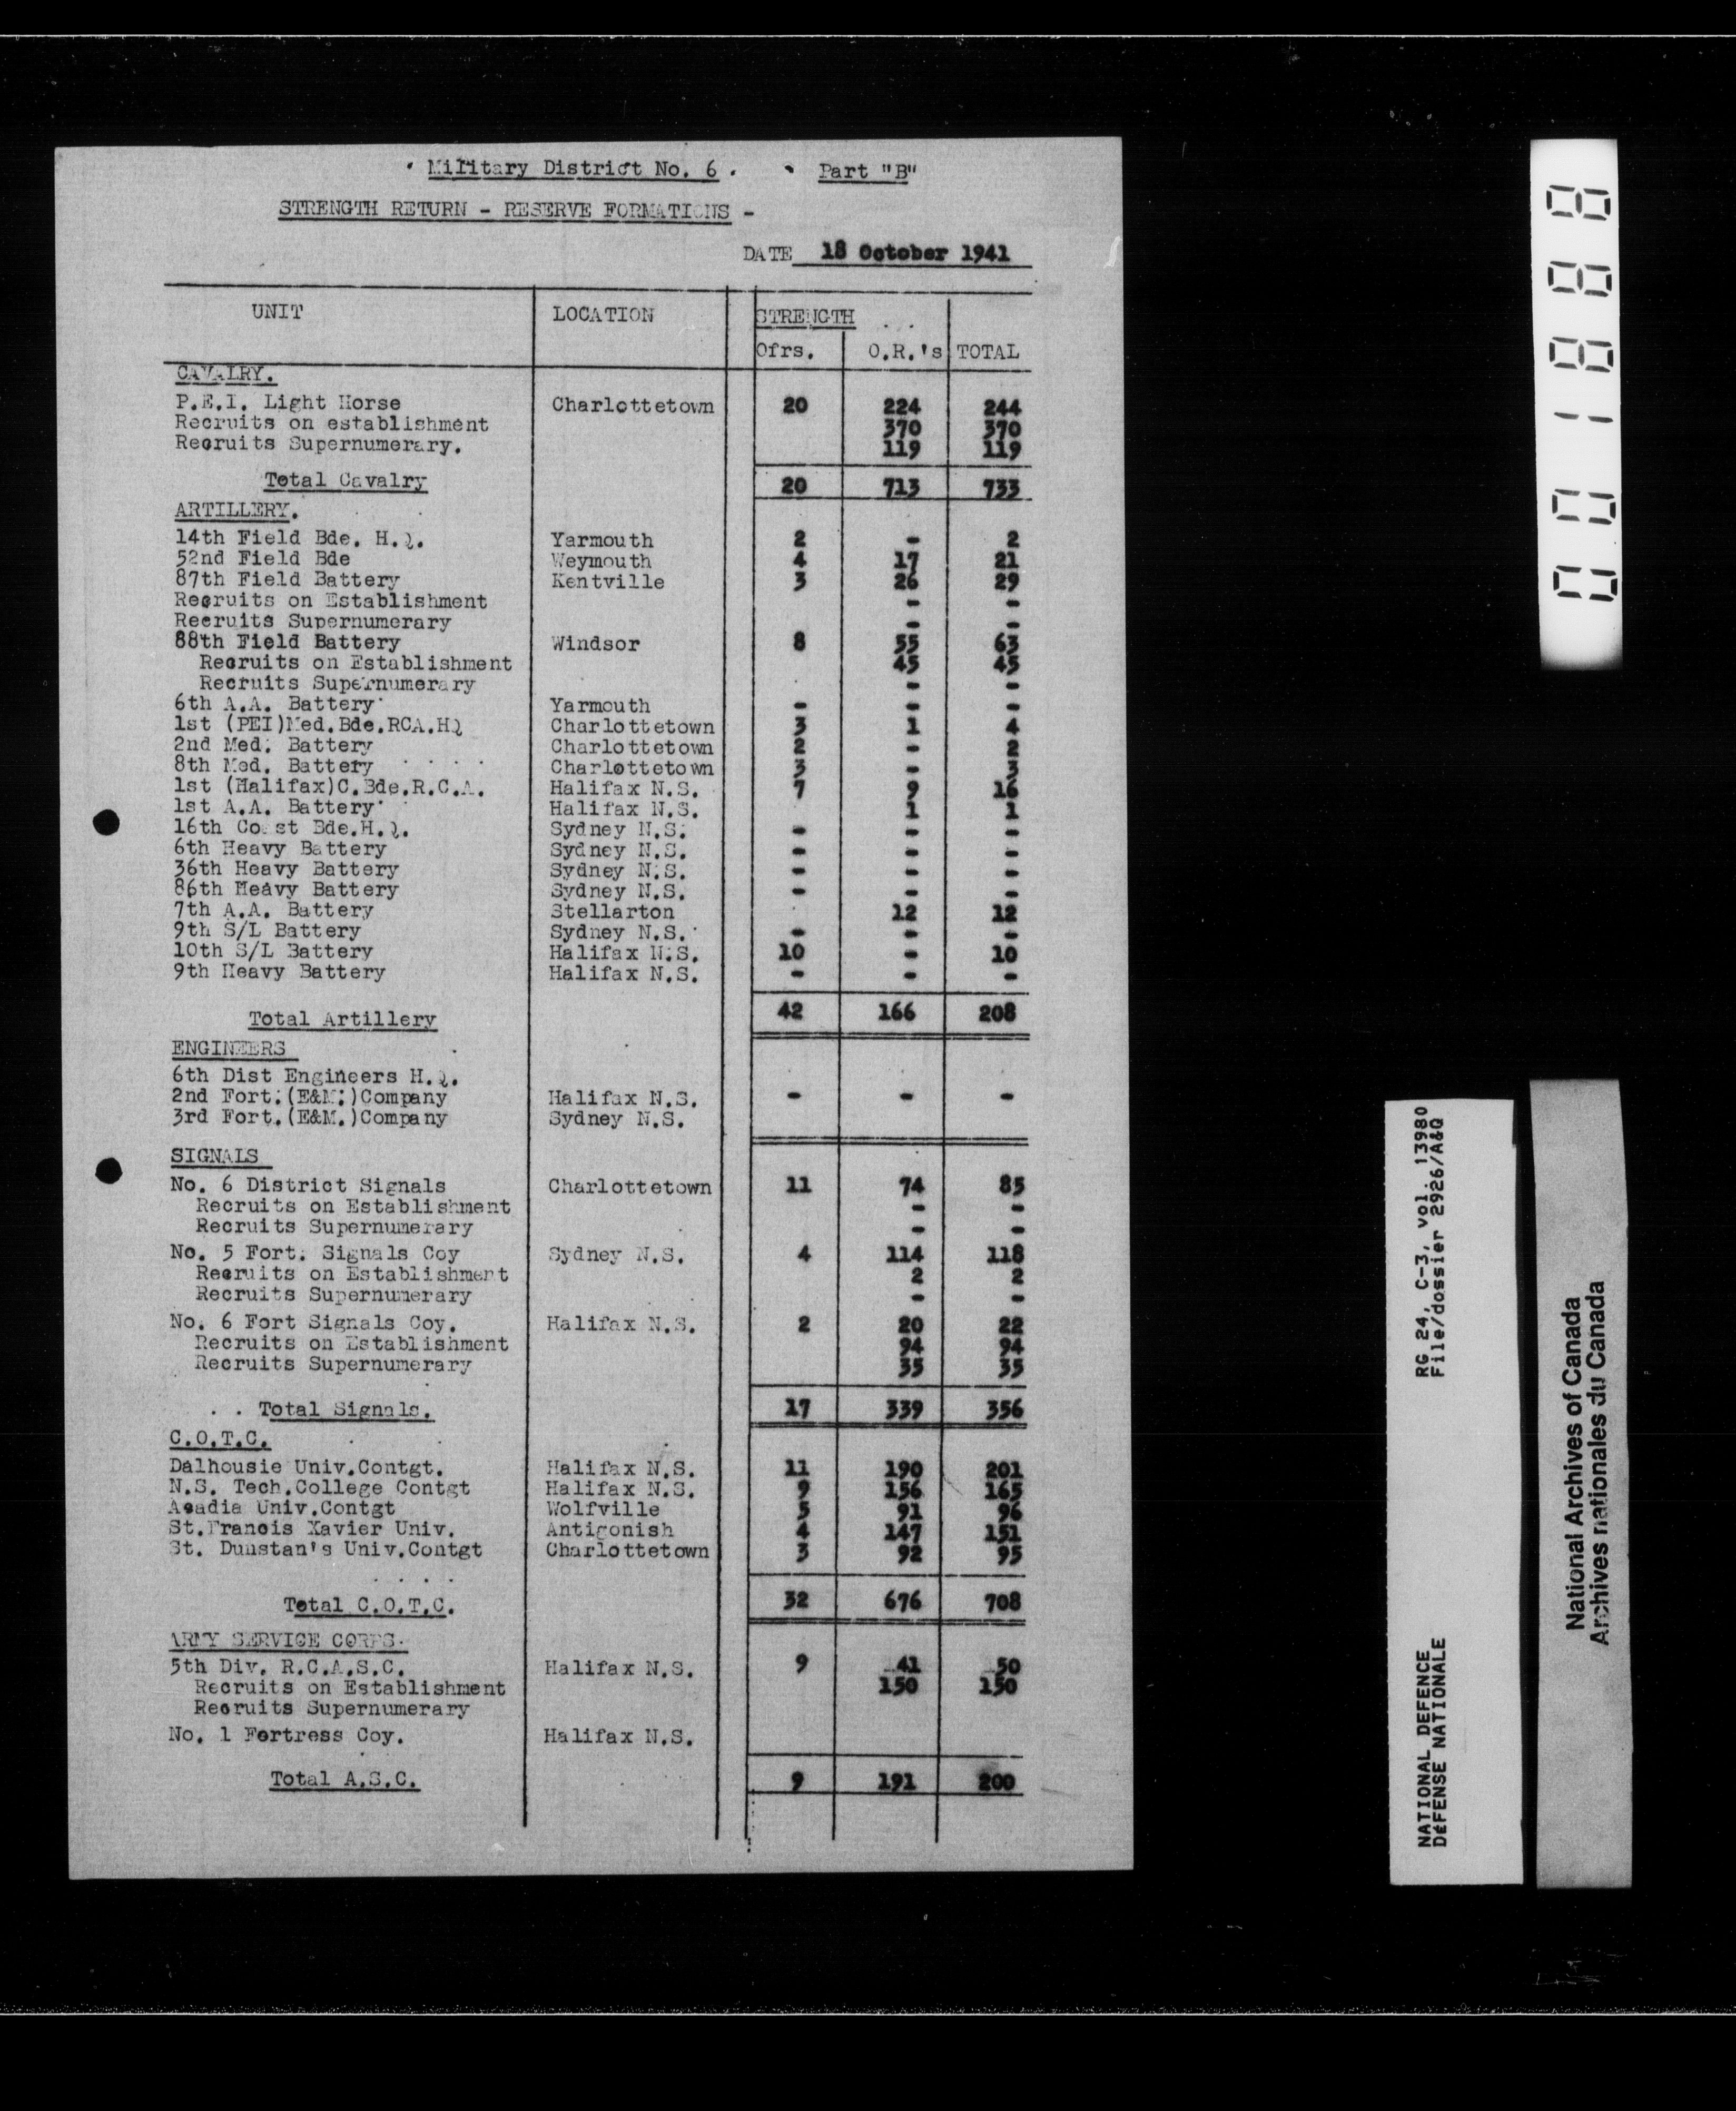 Military District No. 6. Part "B"
STRENGTH RETURN - RESERVE FORMATIONS -
DATE 18 October 1941
UNIT LOCATION STRENGTH
Ofrs. O.R.'s TOTAL
CAVALRY.
P.E.I. Light Horse Charlottetown 20 224 244
Recruits on establishment 370 370
Recruits Supernumerary. 119 119
Total Cavalry 20 713 733
ARTILLERY.
14th Field Bde. H.Q. Yarmouth 2 - 2
52nd Field Bde Weymouth 4 17 21
87th Field Battery Kentville 3 26 29
Recruits on Establishment - -
Recruits Supernumerary - -
88th Field Battery Windsor 8 55 63
Recruits on Establishment 45 45
Recruits Supernumerary - -
6th A.A. Battery Yarmouth - - -
1st (PEI)Med.Bde.RCA.HQ Charlottetown 3 1 4
2nd Med. Battery Charlottetown 2 - 2
8th Med. Battery Charlottetown 3 - 3
1st (Halifax)C.Bde.R.C.A. Halifax N.S. 7 9 16
1st A.A. Battery Halifax N.S. 1 1
16th Coast Bde.H.Q. Sydney N.S. - - -
6th Heavy Battery Sydney N.S. - - -
36th Heavy Battery Sydney N.S. - - -
86th Heavy Battery Sydney N.S. - - -
7th A.A. Battery Stellarton 12 12
9th S/L Battery Sydney N.S. - - -
10th S/L Battery Halifax N.S. 10 - 10
9th Heavy Battery Halifax N.S. - - -
Total Artillery 42 166 208
ENGINEERS
6th Dist Engineers H.Q.
2nd Fort.(E&M.)Company Halifax N.S. - - -
3rd Fort.(E&M.)Company Sydney N.S.
SIGNALS
No. 6 District Signals Charlottetown 11 74 85
Recruits on Establishment - -
Recruits Supernumerary - -
No. 5 Fort. Signals Coy Sydney N.S. 4 114 118
Recruits on Establishment 2 2
Recruits Supernumerary - -
No. 6 Fort Signals Coy. Halifax N.S. 2 20 22
Recruits on Establishment 94 94
Recruits Supernumerary 35 35
Total Signals. 17 339 356
C.O.T.C.
Dalhousie Univ.Contgt. Halifax N.S. 11 190 201
N.S. Tech.College Contgt Halifax N.S. 9 156 165
Acadia Univ.Contgt Wolfville 5 91 96
St.Francis Xavier Univ. Antigonish 4 147 151
St. Dunstan's Univ.Contgt Charlottetown 3 92 95
Total C.O.T.C. 32 676 708
ARMY SERVICE CORPS.
5th Div. R.C.A.S.C. Halifax N.S. 9 41 50
Recruits on Establishment 150 150
Recruits Supernumerary
No. 1 Fortress Coy. Halifax N.S.
Total A.S.C. 9 191 200
001888
NATIONAL DEFENCE RG 24, C-3, vol. 13980
DÉFENSE NATIONALE File/dossier 2926/A&Q
National Archives of Canada
Archives nationales du Canada